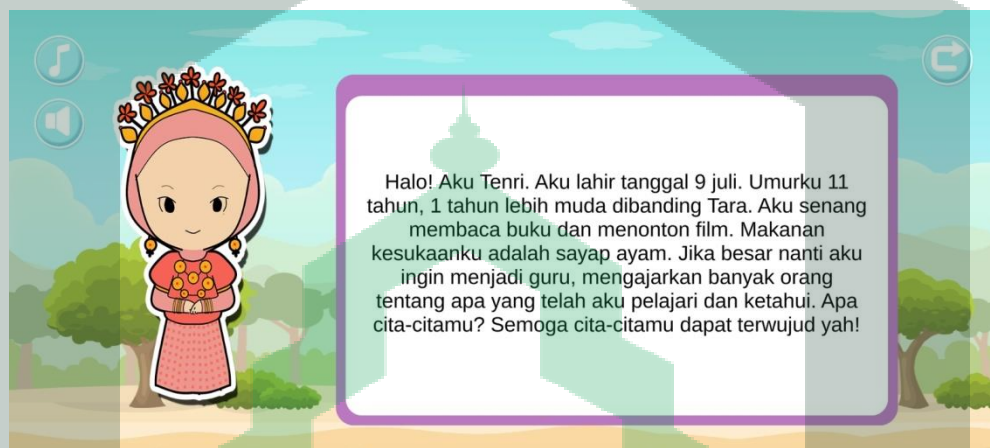 Halo! Aku Tenri. Aku lahir tanggal 9 juli. Umurku 11
tahun, 1 tahun lebih muda dibanding Tara. Aku senang
membaca buku dan menonton film. Makanan
kesukaanku adalah sayap ayam. Jika besar nanti aku
ingin menjadi guru, mengajarkan banyak orang
tentang apa yang telah aku pelajari dan ketahui. Apa
cita-citamu? Semoga cita-citamu dapat terwujud yah!